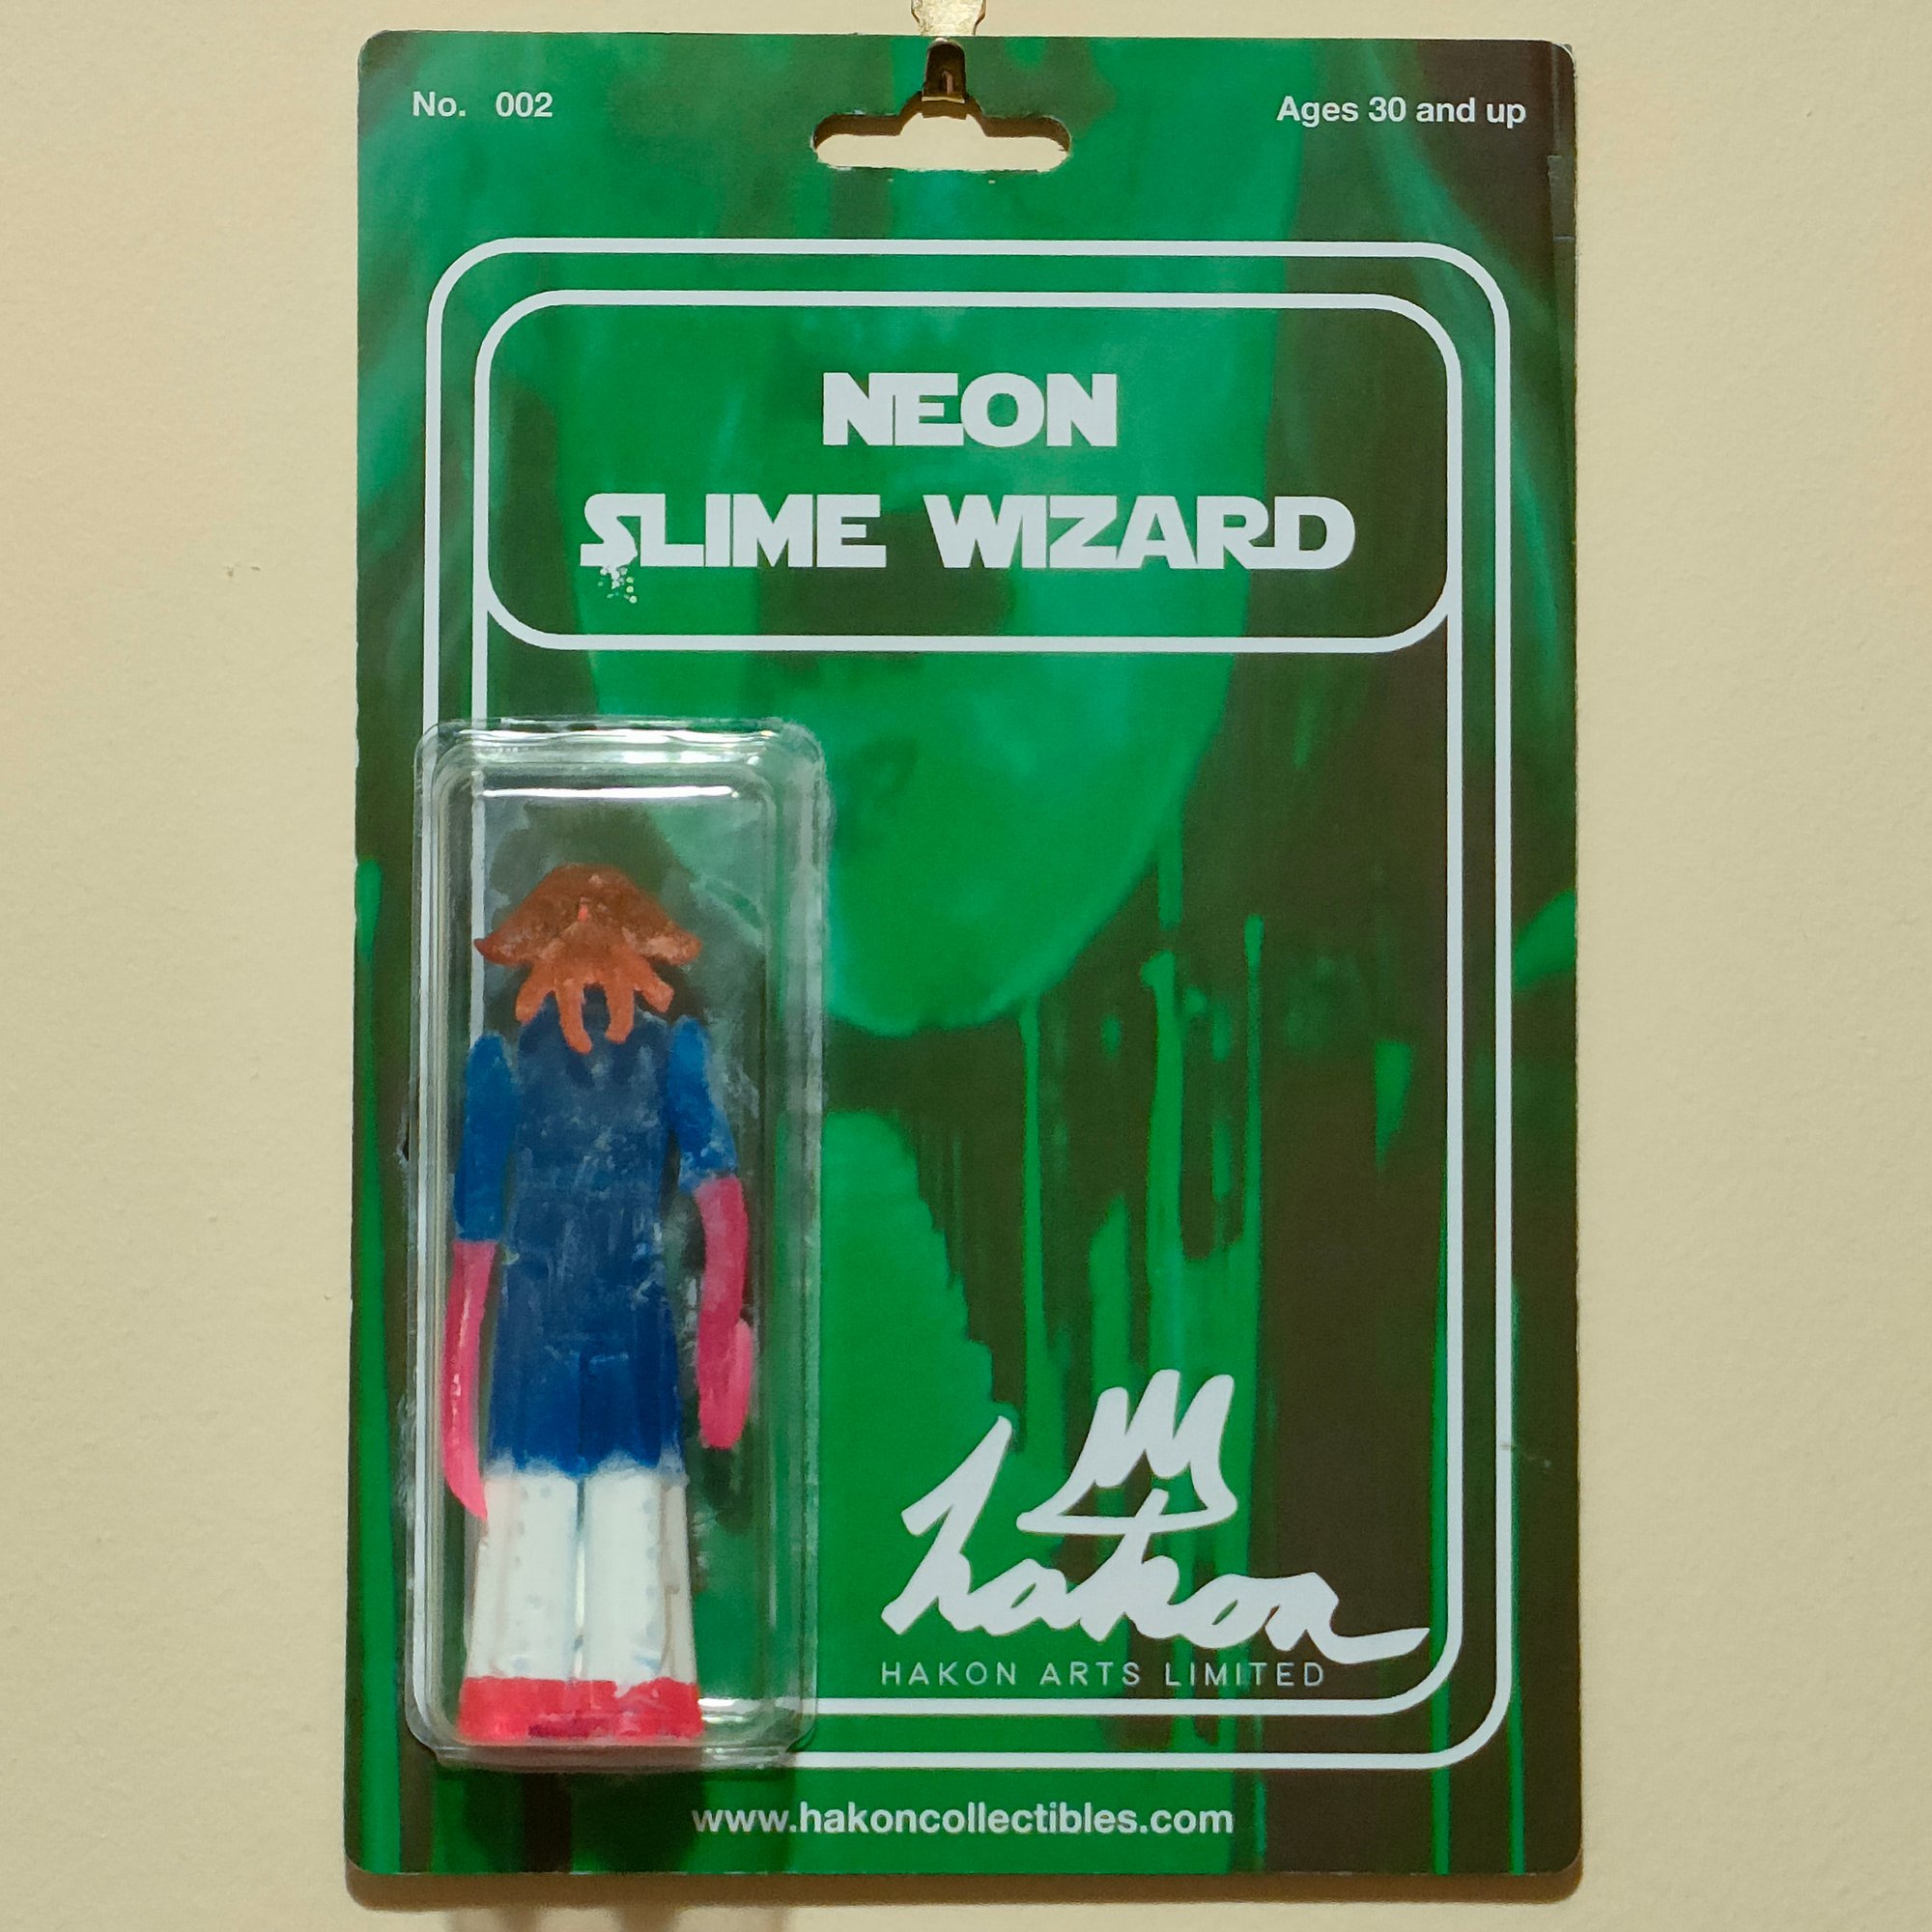 No. 002
Ages 30 and up
NEON
SLIME WIZARD
hakon
HAKON ARTS LIMITED
www.hakoncollectibles.com